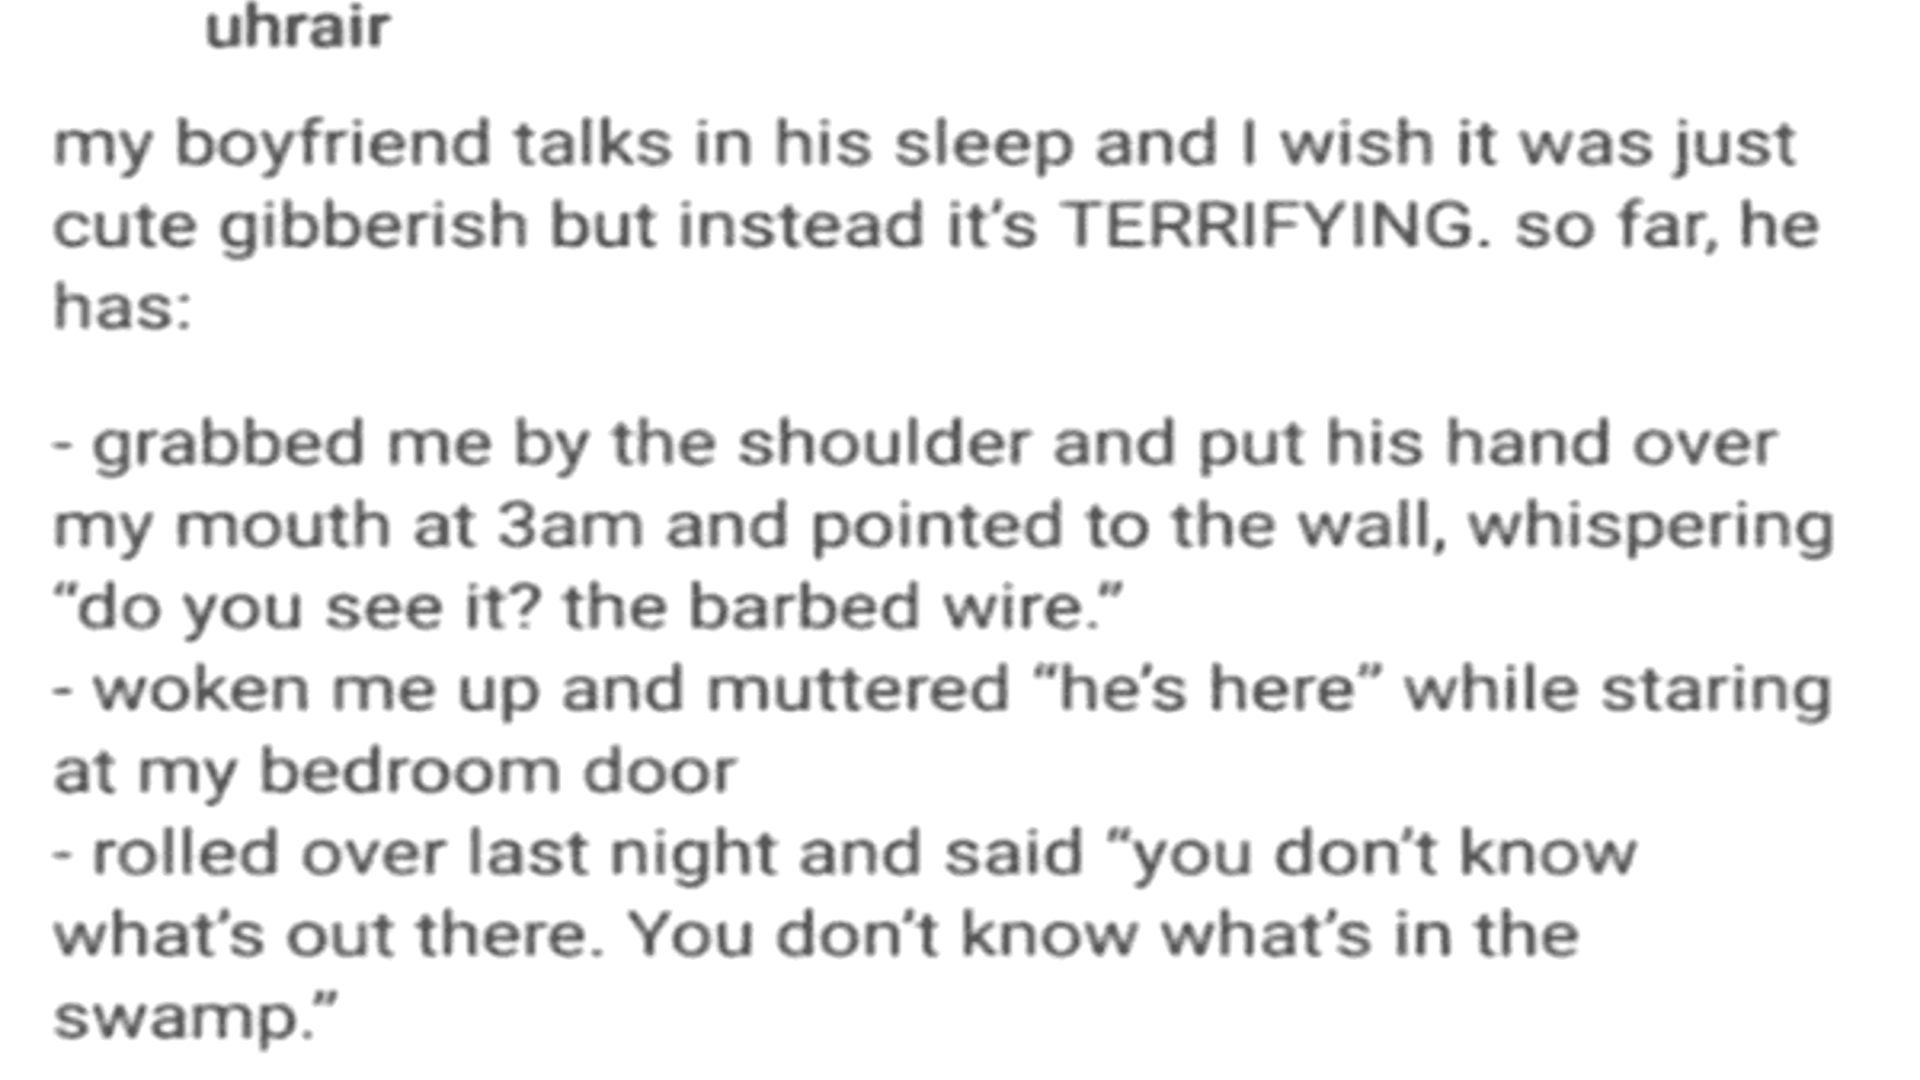 uhrair
my boyfriend talks in his sleep and I wish it was just
cute gibberish but instead it’s TERRIFYING. so far, he
has:
- grabbed me by the shoulder and put his hand over
my mouth at 3am and pointed to the wall, whispering
“do you see it? the barbed wire.”
- woken me up and muttered “he’s here” while staring
at my bedroom door
- rolled over last night and said “you don’t know
what’s out there. You don’t know what’s in the
swamp.”